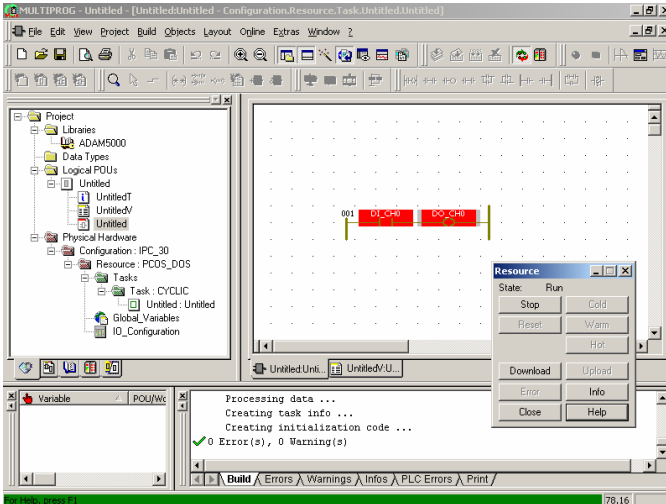 MULTIPROG - Untitled - [Untitled:Untitled - Configuration.Resource.Task.Untitled.Untitled]
File Edit View Project Build Objects Layout Online Extras Window ?
Project
Libraries
ADAM5000
Data Types
Logical POUs
Untitled
UntitledT
UntitledV
Untitled
Physical Hardware
Configuration : IPC_30
Resource : PCOS_DOS
Tasks
Task : CYCLIC
Untitled : Untitled
Global_Variables
IO_Configuration
001 DI_CH0 DO_CH0
Resource
State: Run
Stop Cold
Reset Warm
Hot
Download Upload
Error Info
Close Help
Untitled:Unti... UntitledV:U...
Variable POU/Wo
Processing data ...
Creating task info ...
Creating initialization code ...
0 Error(s), 0 Warning(s)
Build Errors Warnings Infos PLC Errors Print
For Help, press F1 78,16